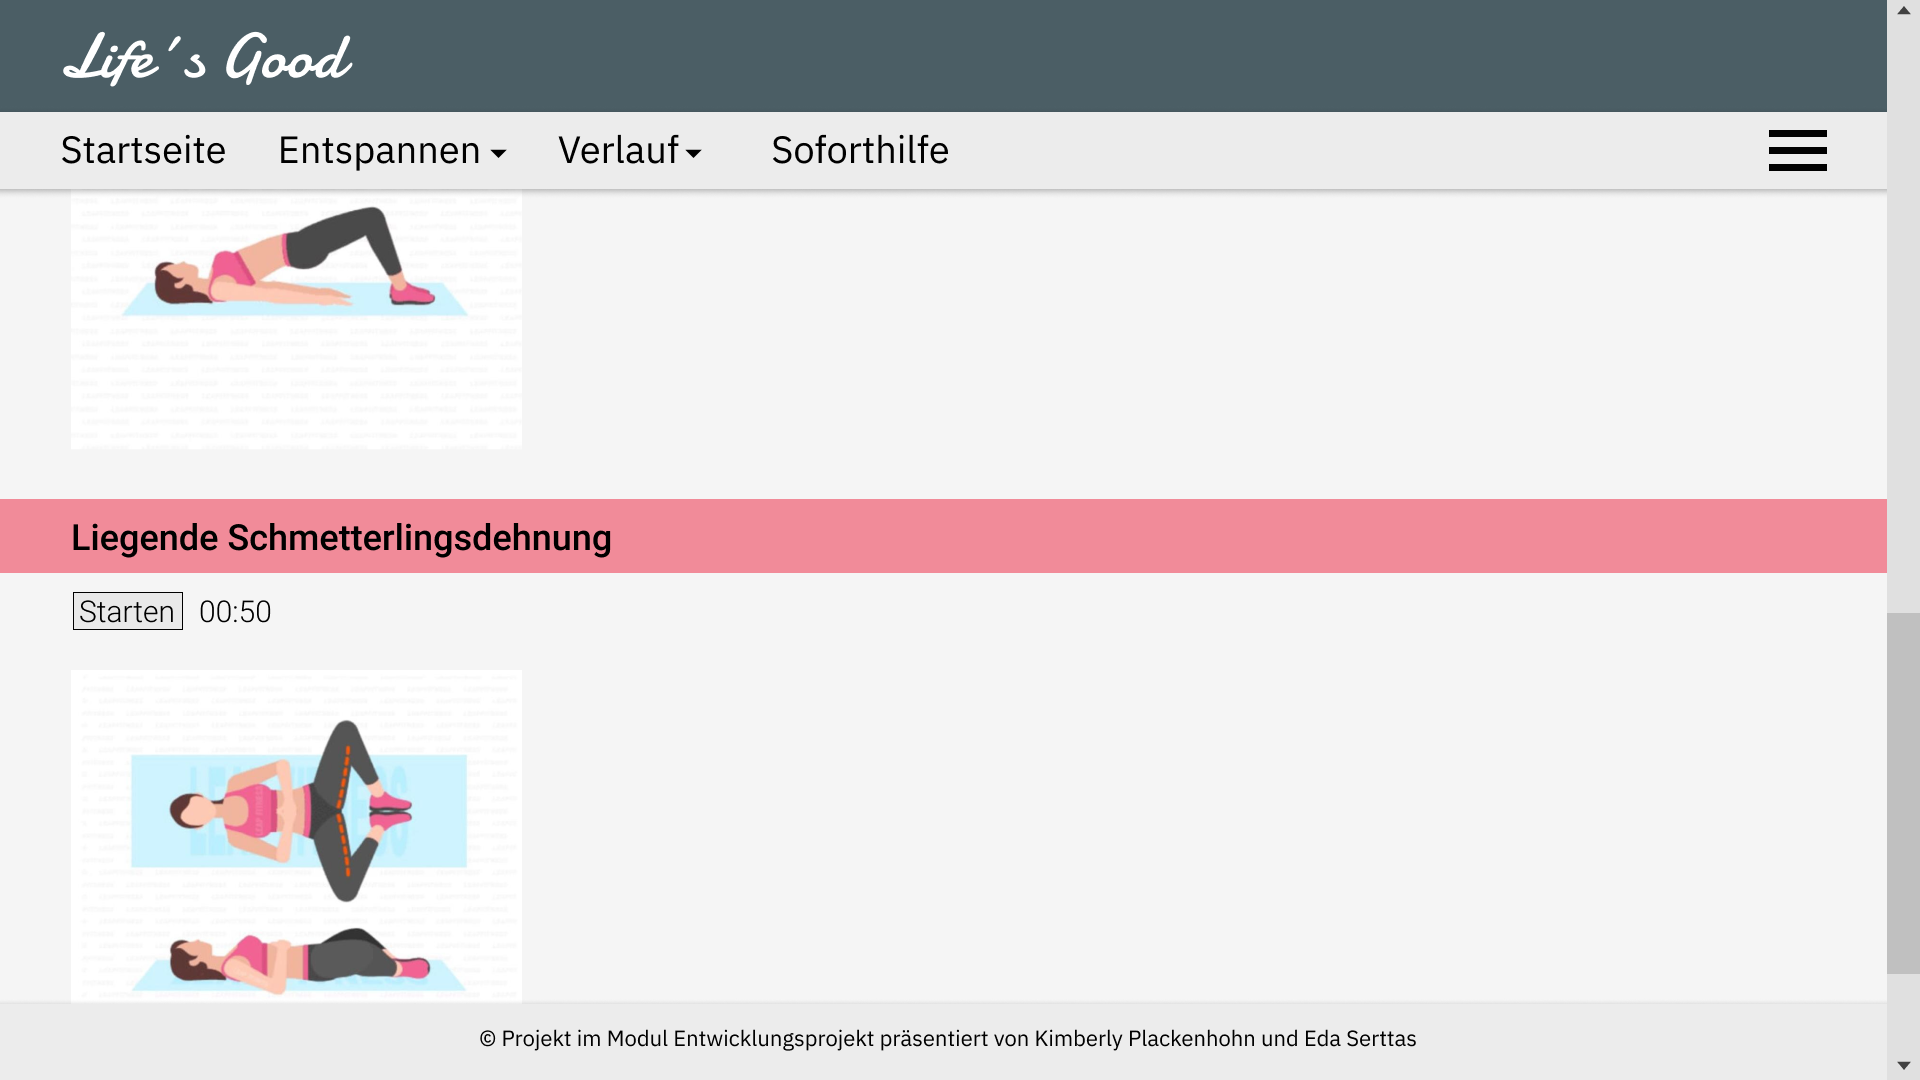 Life´s Good
Startseite Entspannen Verlauf Soforthilfe
Liegende Schmetterlingsdehnung
Starten 00:50
© Projekt im Modul Entwicklungsprojekt präsentiert von Kimberly Plackenhohn und Eda Serttas